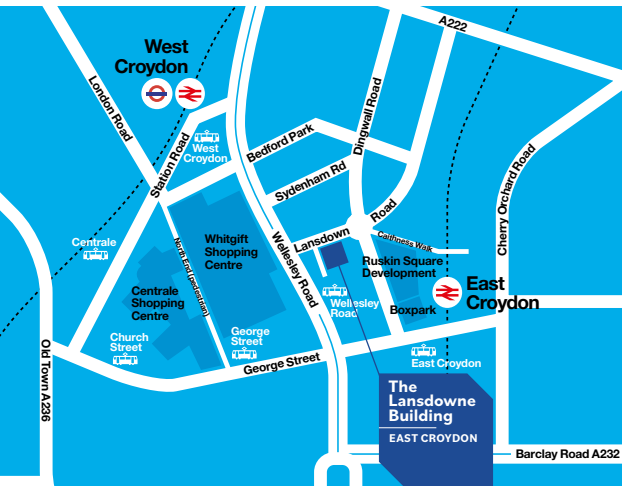 A222
West
Croydon
London Road
Dingwall Road
West
Croydon
Station Road
Bedford Park
Sydenham Rd
Cherry Orchard Road
Road
Lansdown
Caithness Walk
Centrale
Whitgift
Shopping
Centre
North End (pedestrian)
Wellesley Road
Ruskin Square
Development
East
Croydon
Centrale
Shopping
Centre
Wellesley
Road
Boxpark
Church
Street
George
Street
George Street
East Croydon
Old Town A236
The
Lansdowne
Building
EAST CROYDON
Barclay Road A232